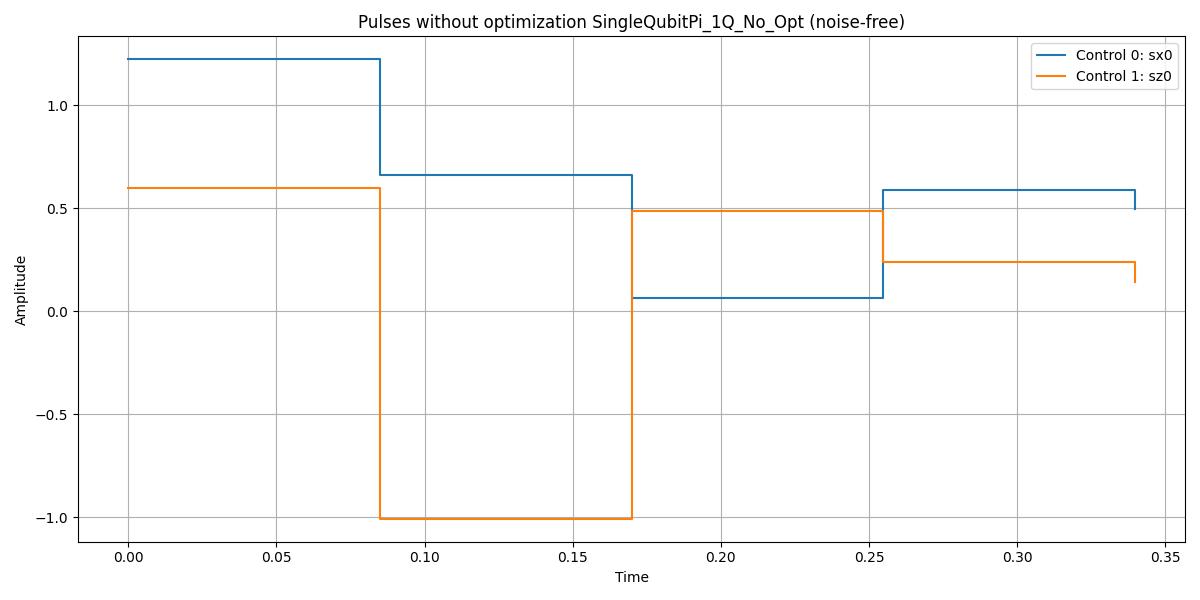 Pulses without optimization SingleQubitPi_1Q_No_Opt (noise-free)
Control 0: sx0
Control 1: sz0
Amplitude
1.0
0.5
0.0
−0.5
−1.0
0.00 0.05 0.10 0.15 0.20 0.25 0.30 0.35
Time